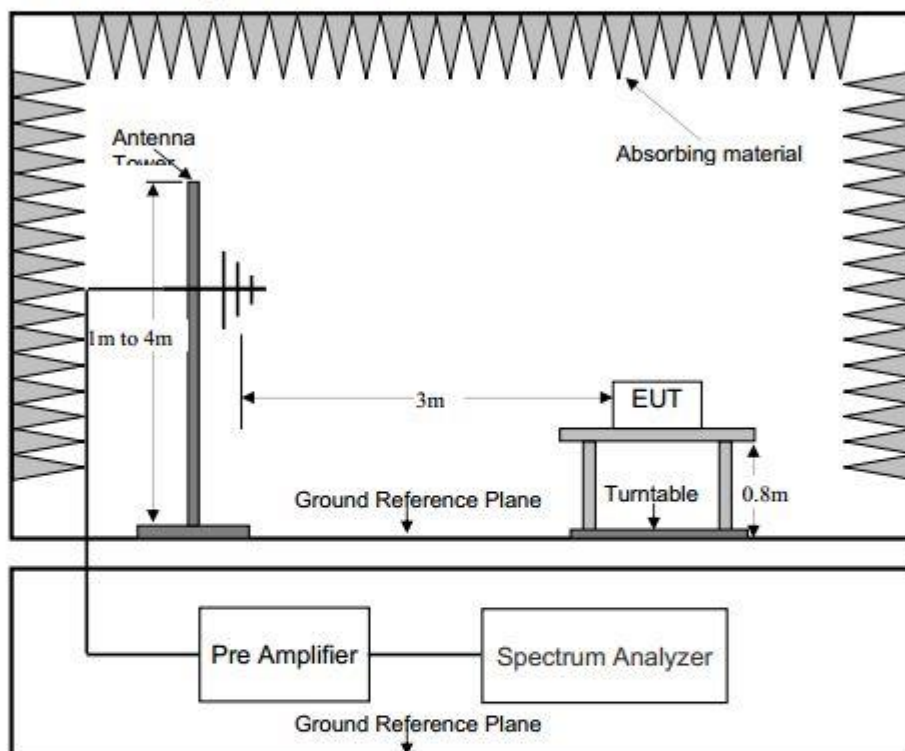 Antenna
Tower
Absorbing material
1m to 4m
3m
EUT
Ground Reference Plane
Turntable
0.8m
Pre Amplifier
Spectrum Analyzer
Ground Reference Plane